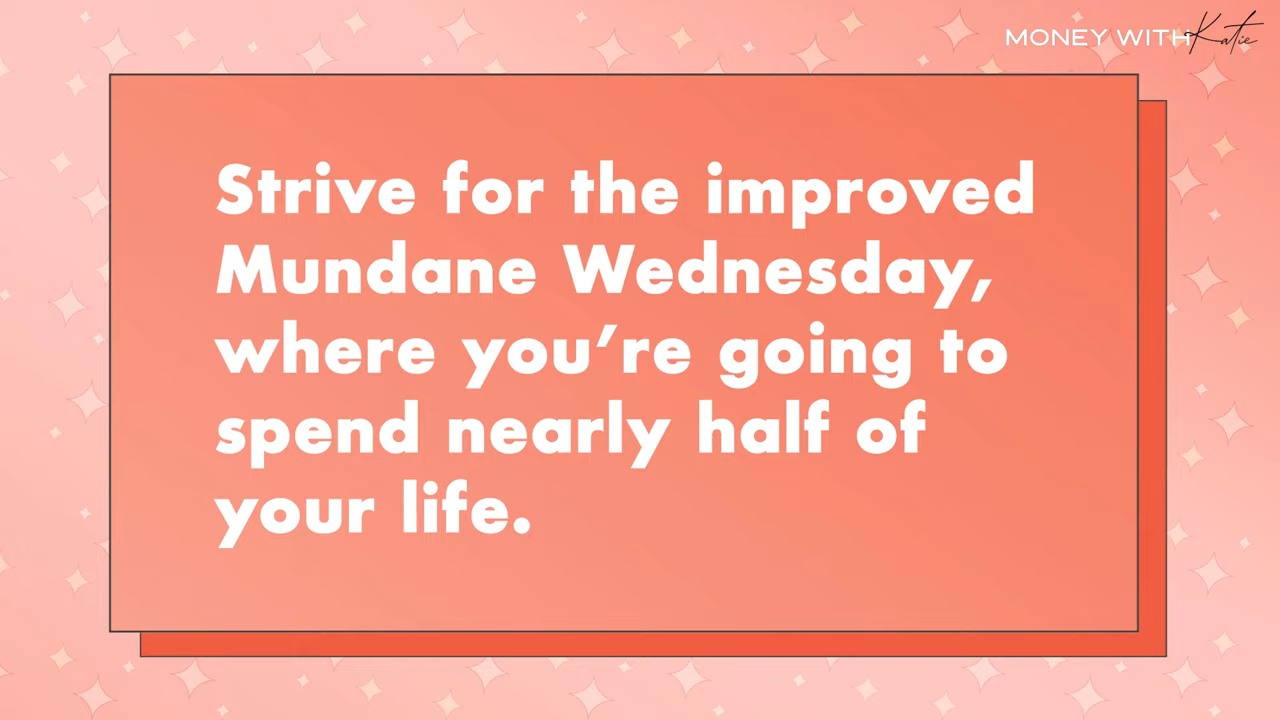 MONEY WITH Katie
Strive for the improved
Mundane Wednesday,
where you’re going to
spend nearly half of
your life.